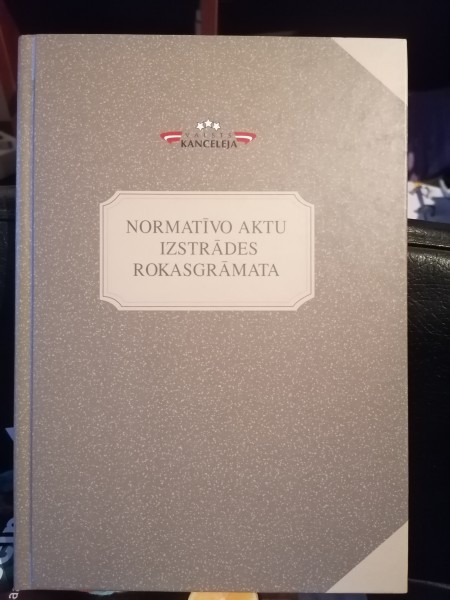 VALSTS
KANCELEJA
NORMATĪVO AKTU
IZSTRĀDES
ROKASGRĀMATA